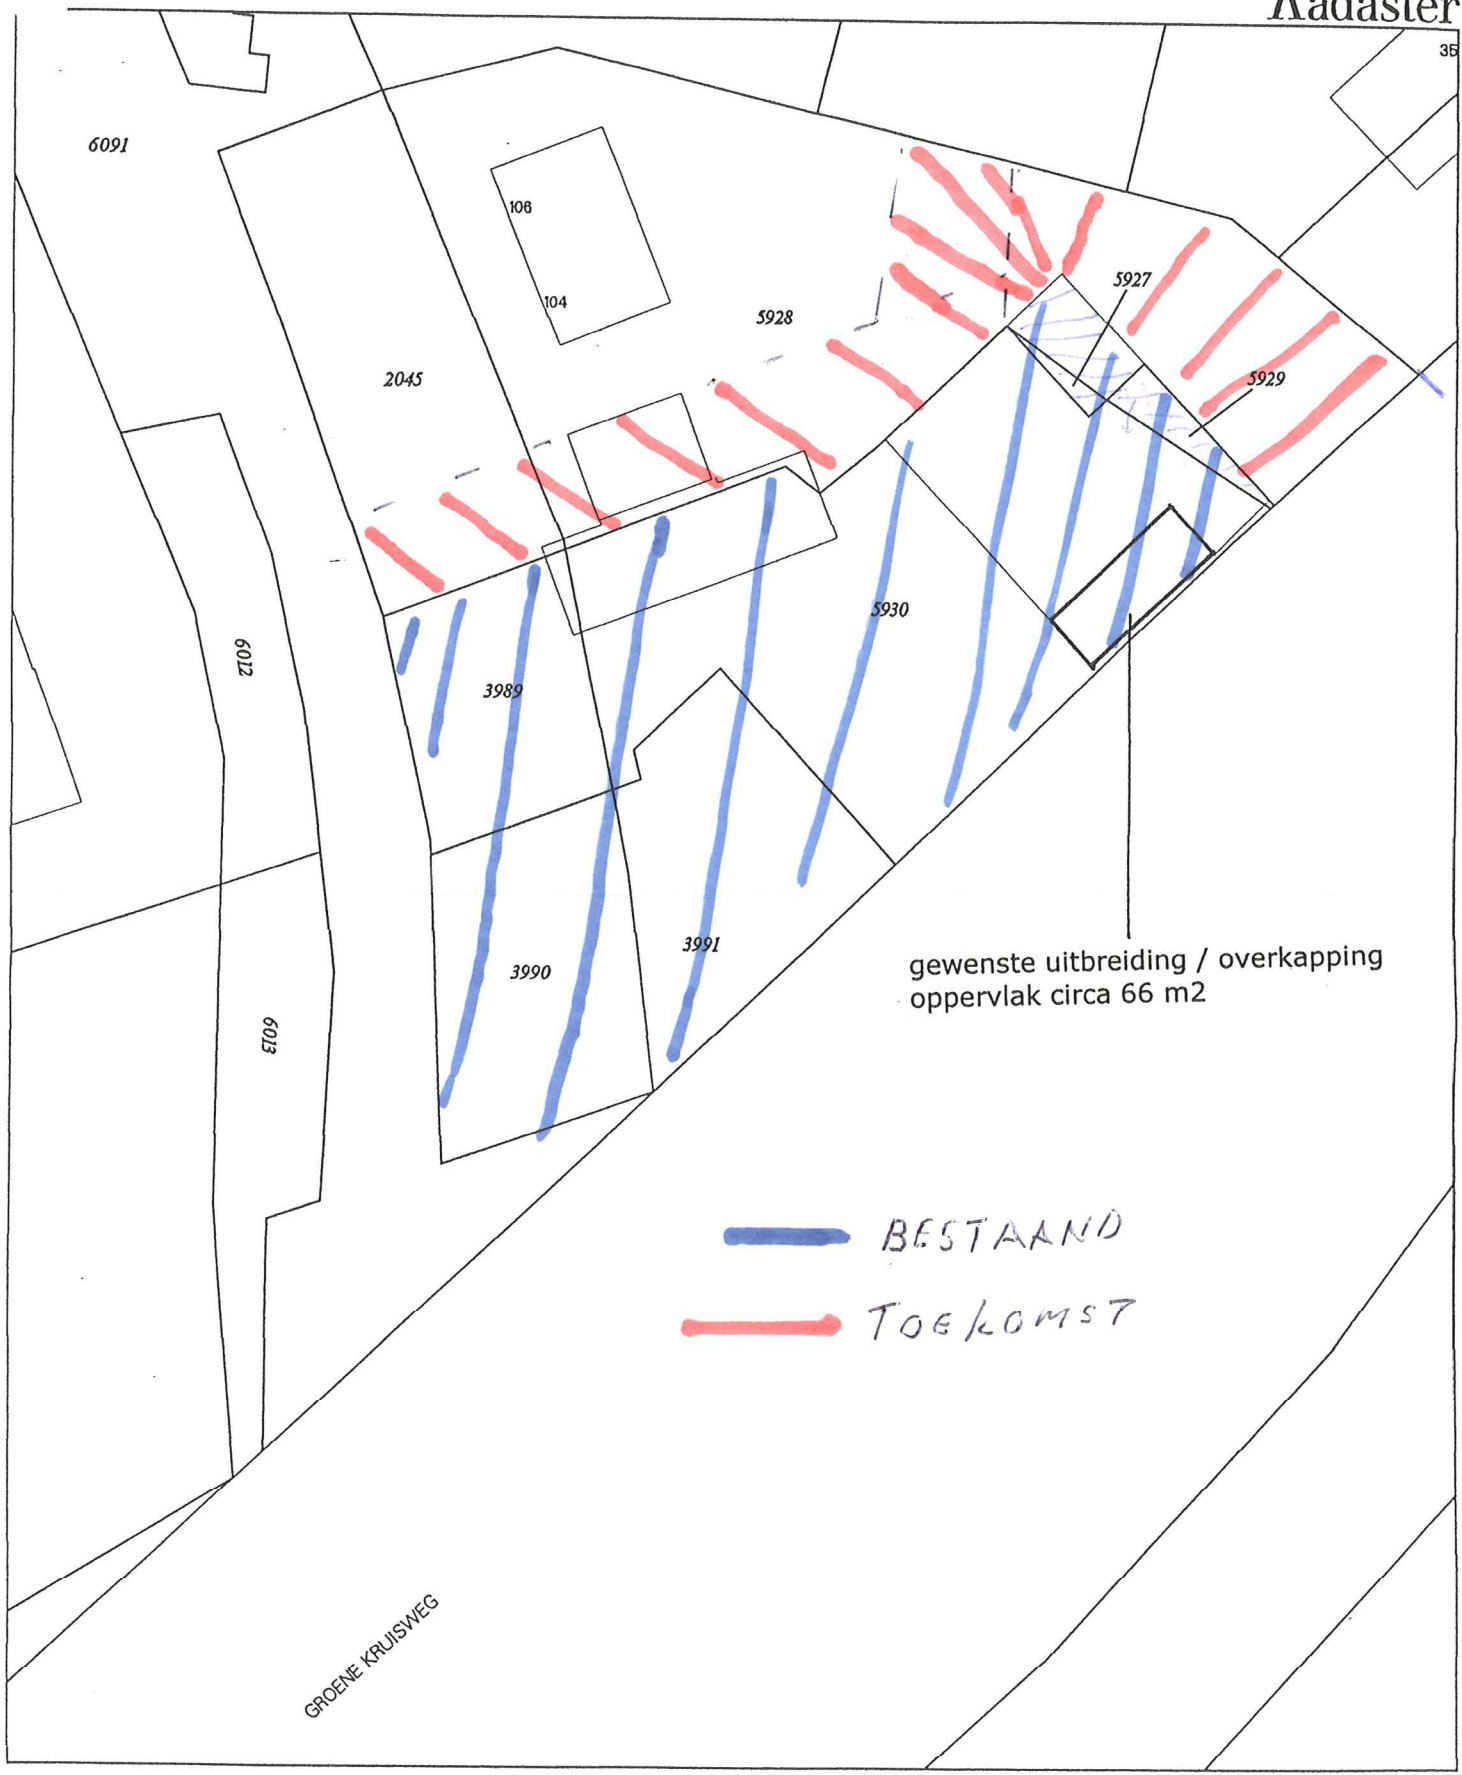 Kadaster
35
6091
106
104
5927
5928
2045
5929
5930
6012
3989
3991
3990
6013
gewenste uitbreiding / overkapping
oppervlak circa 66 m2
BESTAAND
TOEKOMST
GROENE KRUISWEG